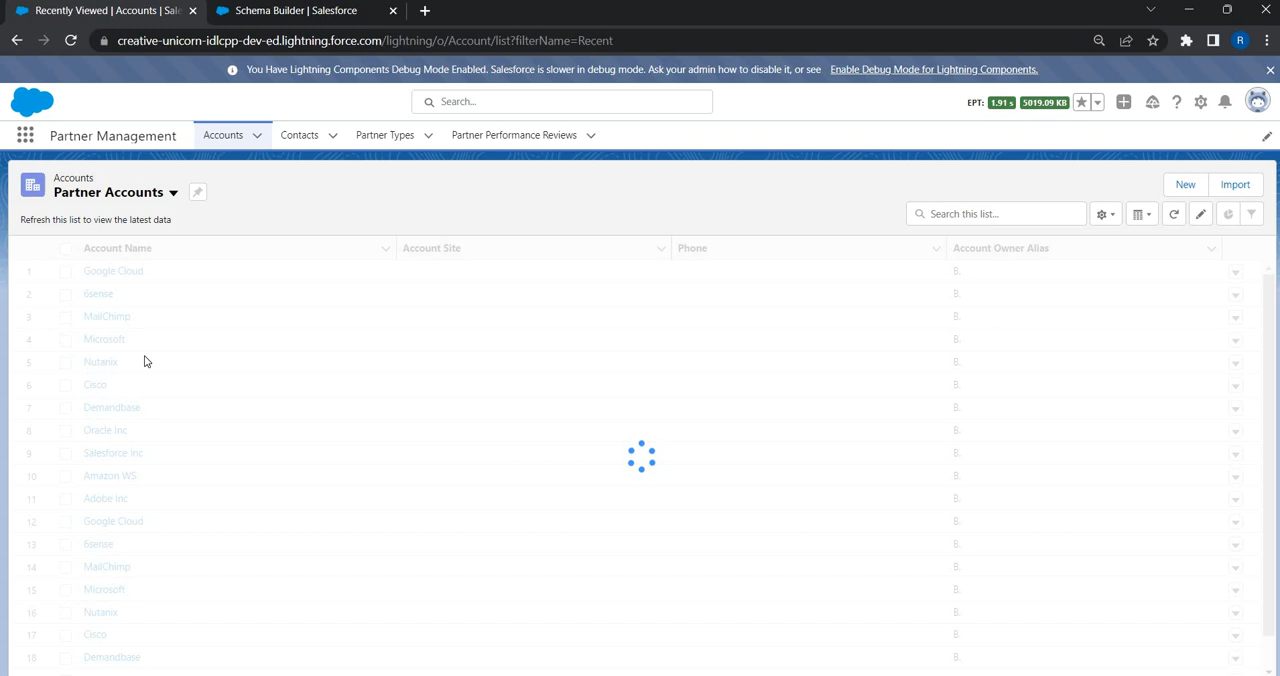 Recently Viewed | Accounts | Sale
Schema Builder | Salesforce
creative-unicorn-idlcpp-dev-ed.lightning.force.com/lightning/o/Account/list?filterName=Recent
R
You Have Lightning Components Debug Mode Enabled. Salesforce is slower in debug mode. Ask your admin how to disable it, or see Enable Debug Mode for Lightning Components.
Search...
EPT: 1.91 s 5019.09 KB
Partner Management Accounts Contacts Partner Types Partner Performance Reviews
Accounts
Partner Accounts
New Import
Refresh this list to view the latest data
Search this list...
Account Name Account Site Phone Account Owner Alias
1 Google Cloud B.
2 6sense B.
3 MailChimp B.
4 Microsoft B.
5 Nutanix B.
6 Cisco B.
7 Demandbase B.
8 Oracle Inc B.
9 Salesforce Inc B.
10 Amazon WS B.
11 Adobe Inc B.
12 Google Cloud B.
13 6sense B.
14 MailChimp B.
15 Microsoft B.
16 Nutanix B.
17 Cisco B.
18 Demandbase B.